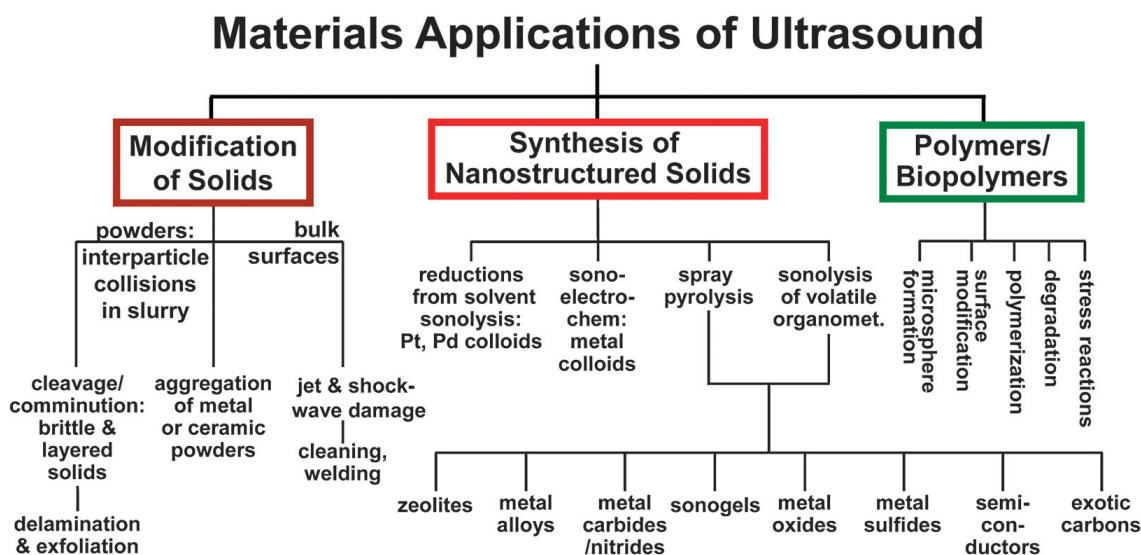 Materials Applications of Ultrasound
Modification
of Solids
Synthesis of
Nanostructured Solids
Polymers/
Biopolymers
powders:
interparticle
collisions
in slurry
bulk
surfaces
cleavage/
comminution:
brittle &
layered
solids
delamination
& exfoliation
aggregation
of metal
or ceramic
powders
jet & shock-
wave damage
cleaning,
welding
reductions
from solvent
sonolysis:
Pt, Pd colloids
sono-
electro-
chem:
metal
colloids
spray
pyrolysis
sonolysis
of volatile
organomet.
zeolites
metal
alloys
metal
carbides
/nitrides
sonogels
metal
oxides
metal
sulfides
semi-
con-
ductors
exotic
carbons
microsphere
formation
surface
modification
polymerization
degradation
stress reactions